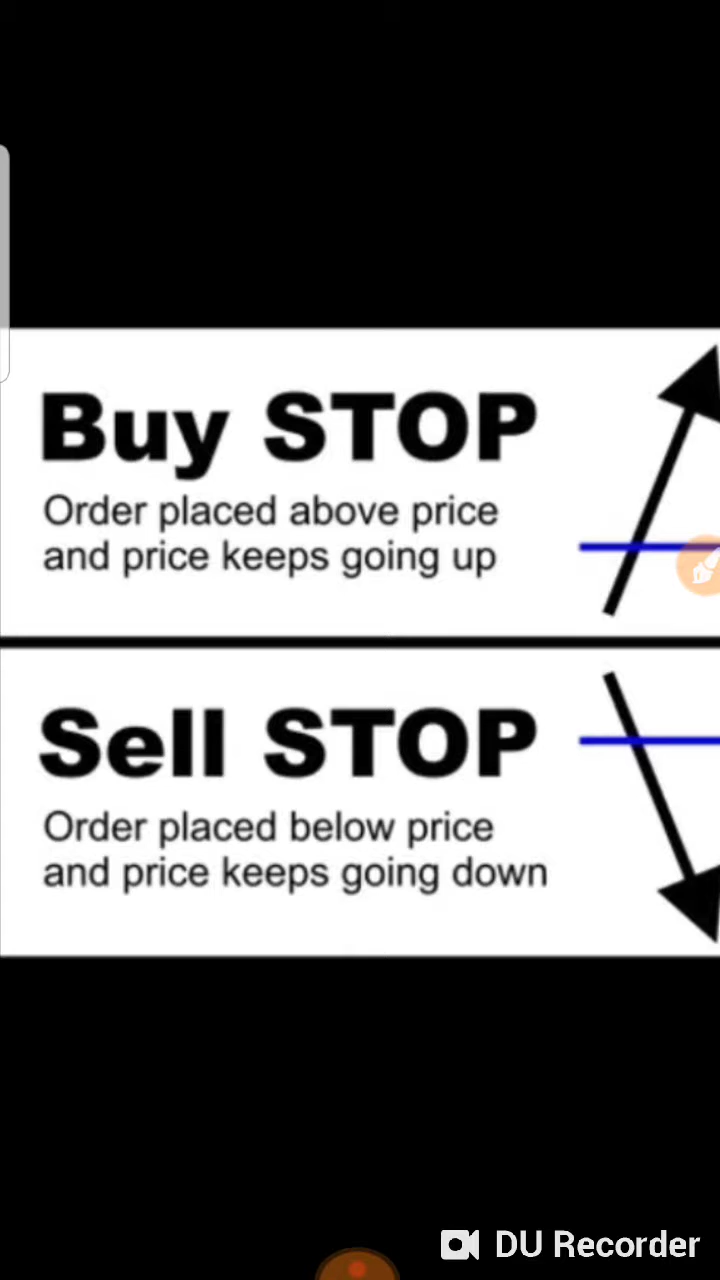 Buy STOP
Order placed above price
and price keeps going up
Sell STOP
Order placed below price
and price keeps going down
DU Recorder